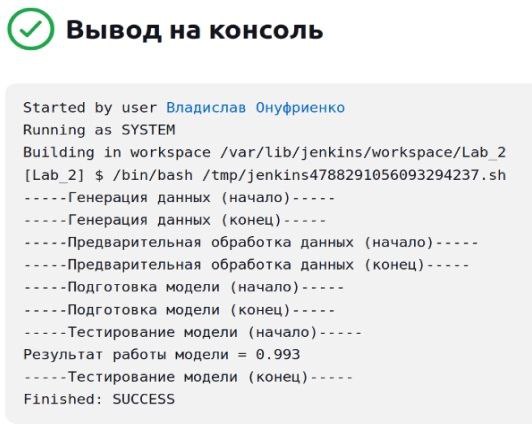 Вывод на консоль
Started by user Владислав Онуфриенко
Running as SYSTEM
Building in workspace /var/lib/jenkins/workspace/Lab_2
[Lab_2] $ /bin/bash /tmp/jenkins4788291056093294237.sh
-----Генерация данных (начало)-----
-----Генерация данных (конец)-----
-----Предварительная обработка данных (начало)-----
-----Предварительная обработка данных (конец)-----
-----Подготовка модели (начало)-----
-----Подготовка модели (конец)-----
-----Тестирование модели (начало)-----
Результат работы модели = 0.993
-----Тестирование модели (конец)-----
Finished: SUCCESS